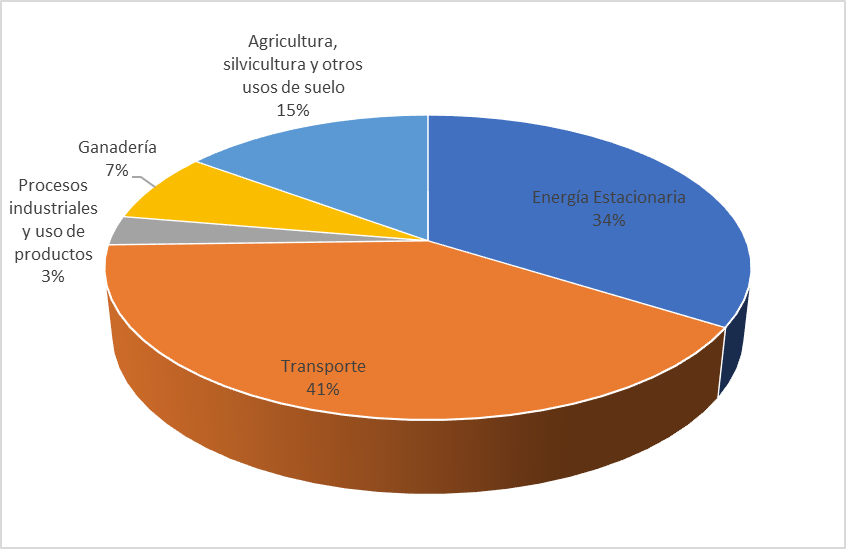 Agricultura,
silvicultura y otros
usos de suelo
15%
Ganadería
7%
Procesos
industriales
y uso de
productos
3%
Energía Estacionaria
34%
Transporte
41%